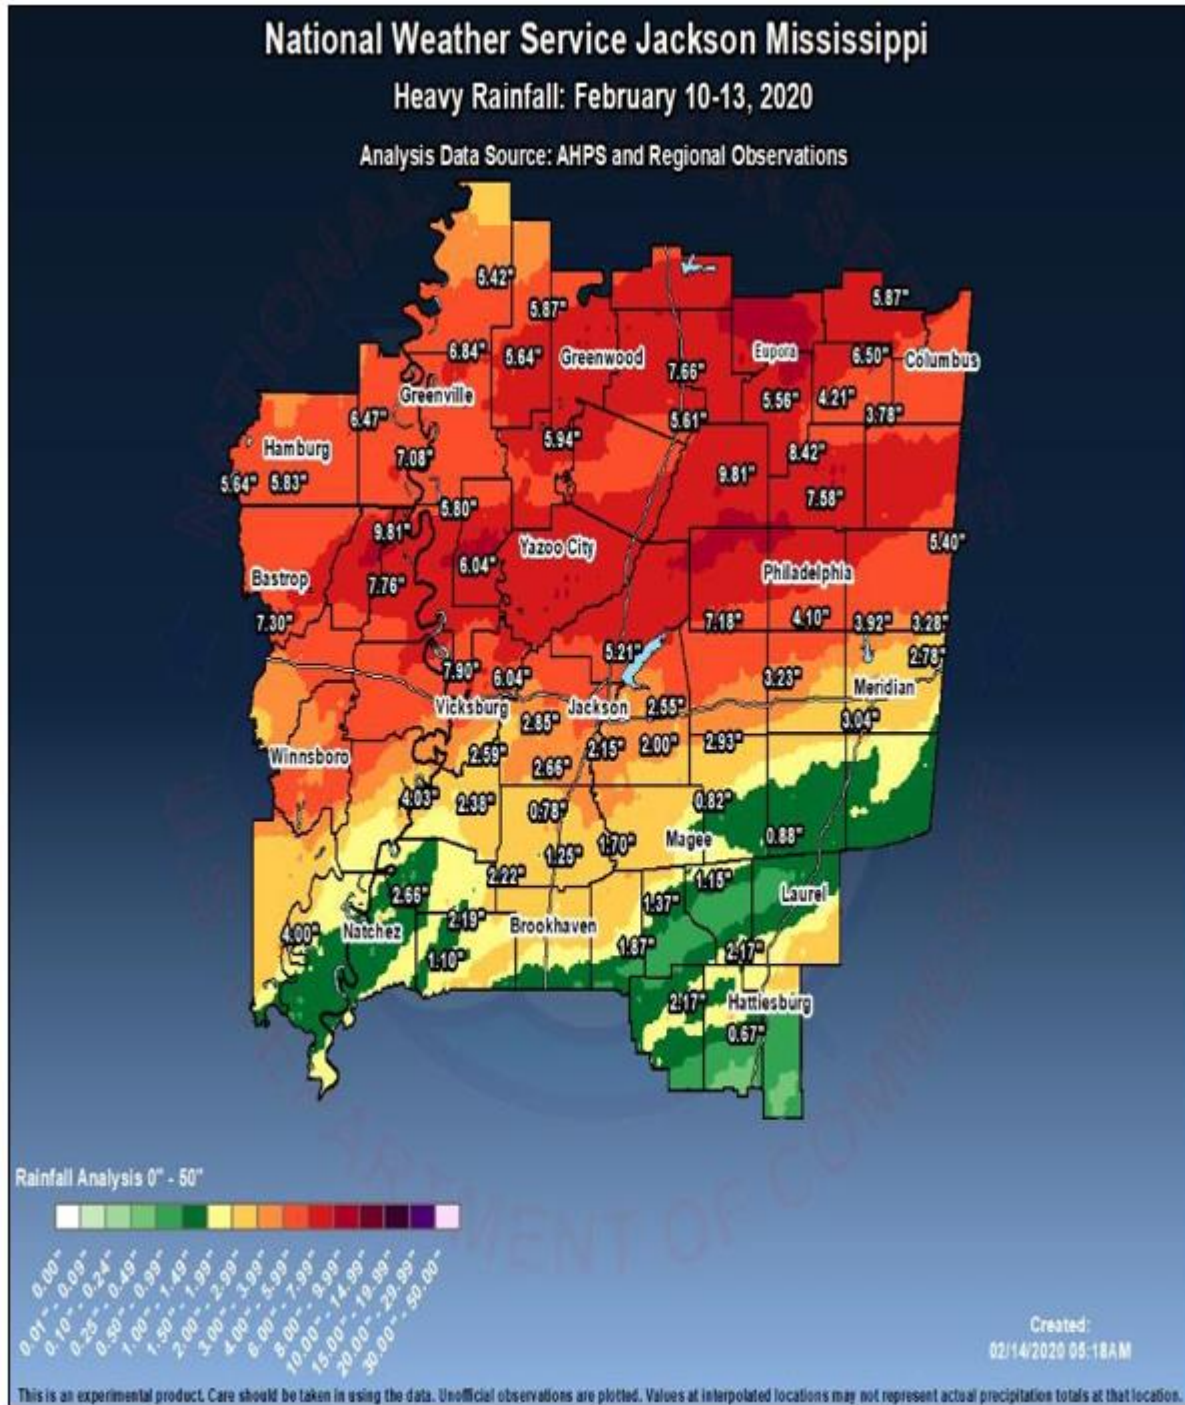 National Weather Service Jackson Mississippi
Heavy Rainfall: February 10-13, 2020
Analysis Data Source: AHPS and Regional Observations
5.42"
5.87"
5.87"
6.84"
5.64"
Greenwood
7.66"
Eupora
6.50"
Columbus
Greenville
5.56"
4.21"
3.78"
6.47"
5.61"
Hamburg
7.08"
5.94"
8.42"
9.81"
5.64"
5.83"
7.58"
5.80"
9.81"
Yazoo City
5.40"
Bastrop
7.76"
6.04"
Philadelphia
7.30"
7.18"
4.10"
3.92"
3.28"
5.21"
2.78"
7.90"
6.04"
3.23"
Meridian
Vicksburg
Jackson
2.55"
2.85"
3.04"
Winnsboro
2.59"
2.66"
2.15"
2.00"
2.93"
4.03"
2.38"
0.78"
0.82"
1.25"
1.70"
Magee
0.88"
2.22"
1.15"
2.66"
1.37"
Laurel
4.00"
Natchez
2.19"
Brookhaven
1.10"
1.87"
2.17"
2.17"
Hattiesburg
0.67"
Rainfall Analysis 0" - 50"
0.00"
0.01" - 0.09"
0.10" - 0.24"
0.25" - 0.49"
0.50" - 0.99"
1.00" - 1.49"
1.50" - 1.99"
2.00" - 2.99"
3.00" - 3.99"
4.00" - 5.99"
6.00" - 7.99"
8.00" - 9.99"
10.00" - 14.99"
15.00" - 19.99"
20.00" - 29.99"
30.00" - 50.00"
Created:
02/14/2020 05:18AM
This is an experimental product. Care should be taken in using the data. Unofficial observations are plotted. Values at interpolated locations may not represent actual precipitation totals at that location.